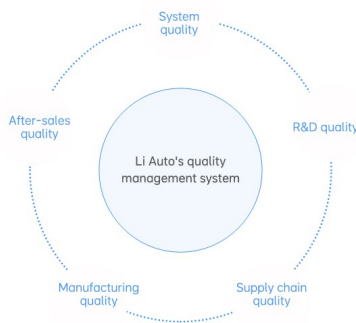 System
quality
After-sales
quality
R&D quality
Li Auto's quality
management system
Manufacturing
quality
Supply chain
quality